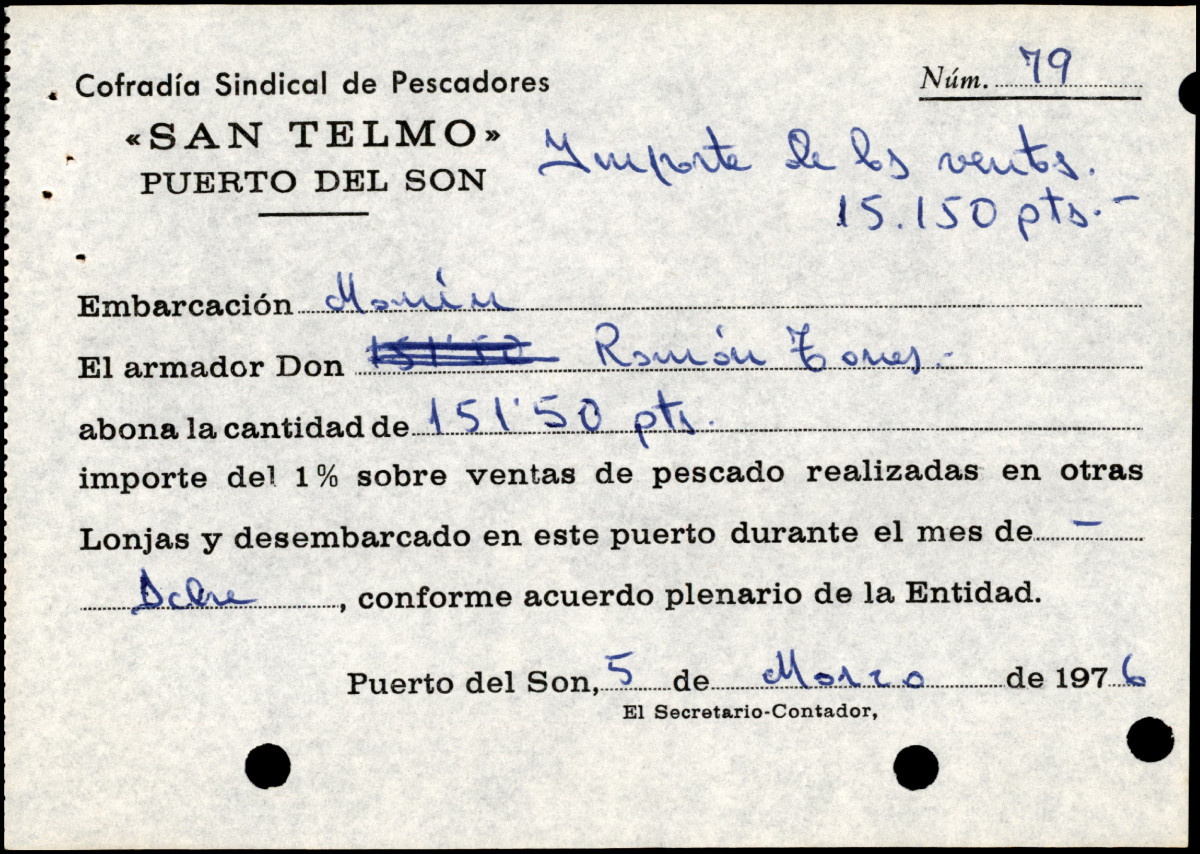 Cofradía Sindical de Pescadores
Núm. 79
«SAN TELMO»
PUERTO DEL SON
Importe de las ventas.
15.150 pts.-
Embarcación
El armador Don 151'50 Ramón
abona la cantidad de 151'50 pts.
importe del 1% sobre ventas de pescado realizadas en otras
Lonjas y desembarcado en este puerto durante el mes de -
Dcbre, conforme acuerdo plenario de la Entidad.
Puerto del Son, 5 de Marzo de 1976
El Secretario-Contador,